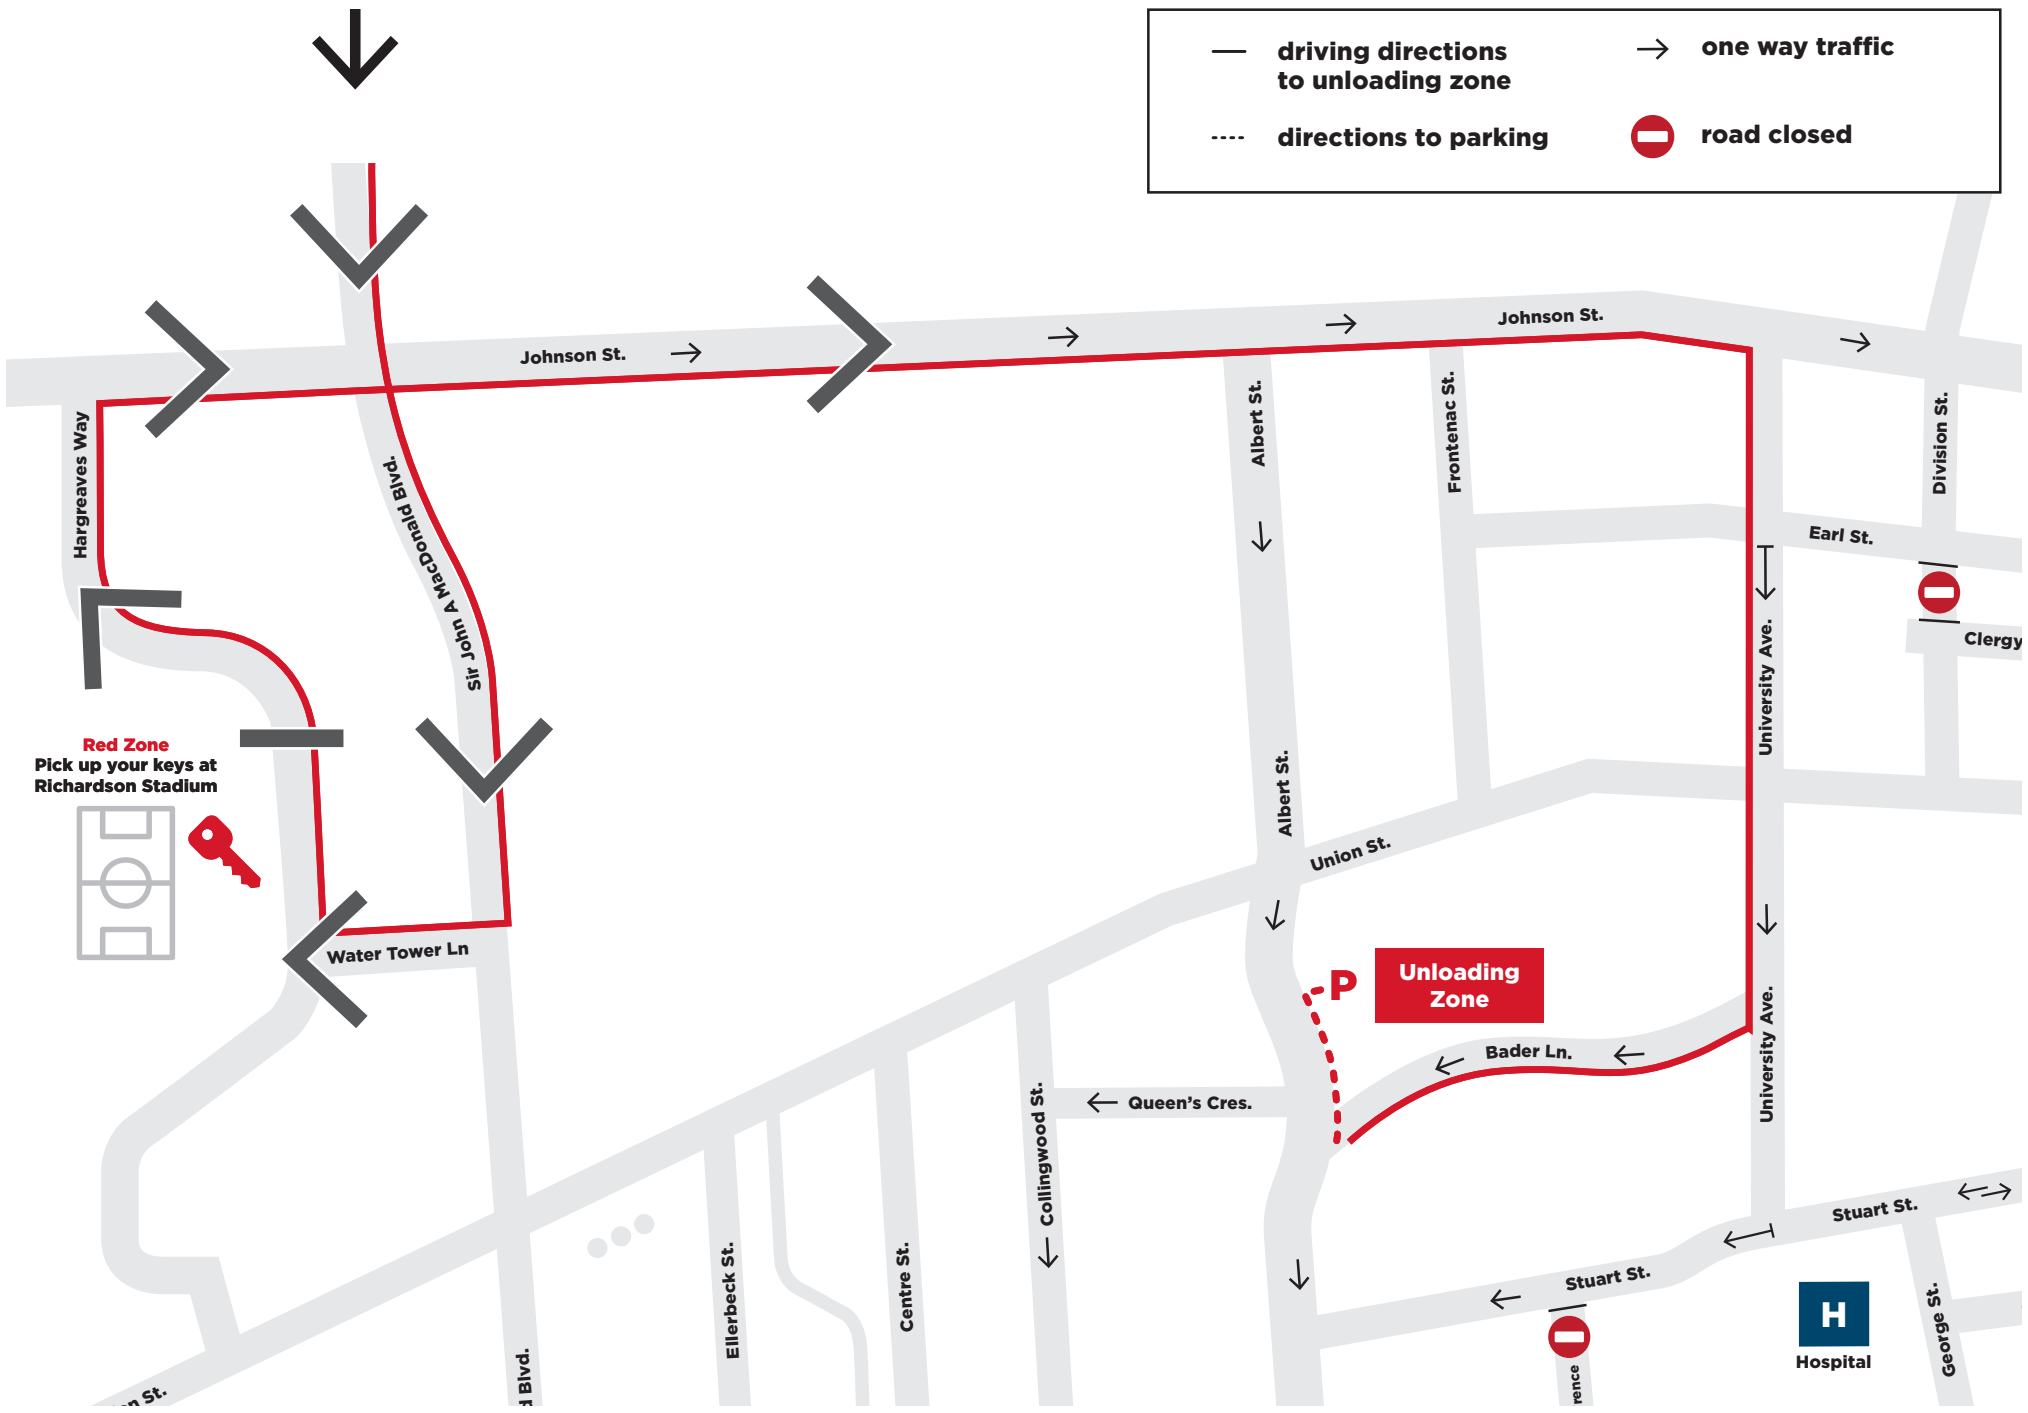 driving directions
to unloading zone
one way traffic
directions to parking
road closed
Johnson St.
Johnson St.
Hargreaves Way
Sir John A MacDonald Blvd.
Albert St.
Frontenac St.
Division St.
Earl St.
Clergy
University Ave.
Red Zone
Pick up your keys at
Richardson Stadium
Albert St.
Union St.
Water Tower Ln
P
Unloading
Zone
University Ave.
Bader Ln.
Queen's Cres.
Collingwood St.
Stuart St.
Stuart St.
Ellerbeck St.
Centre St.
H
Hospital
George St.
Blvd.
St.